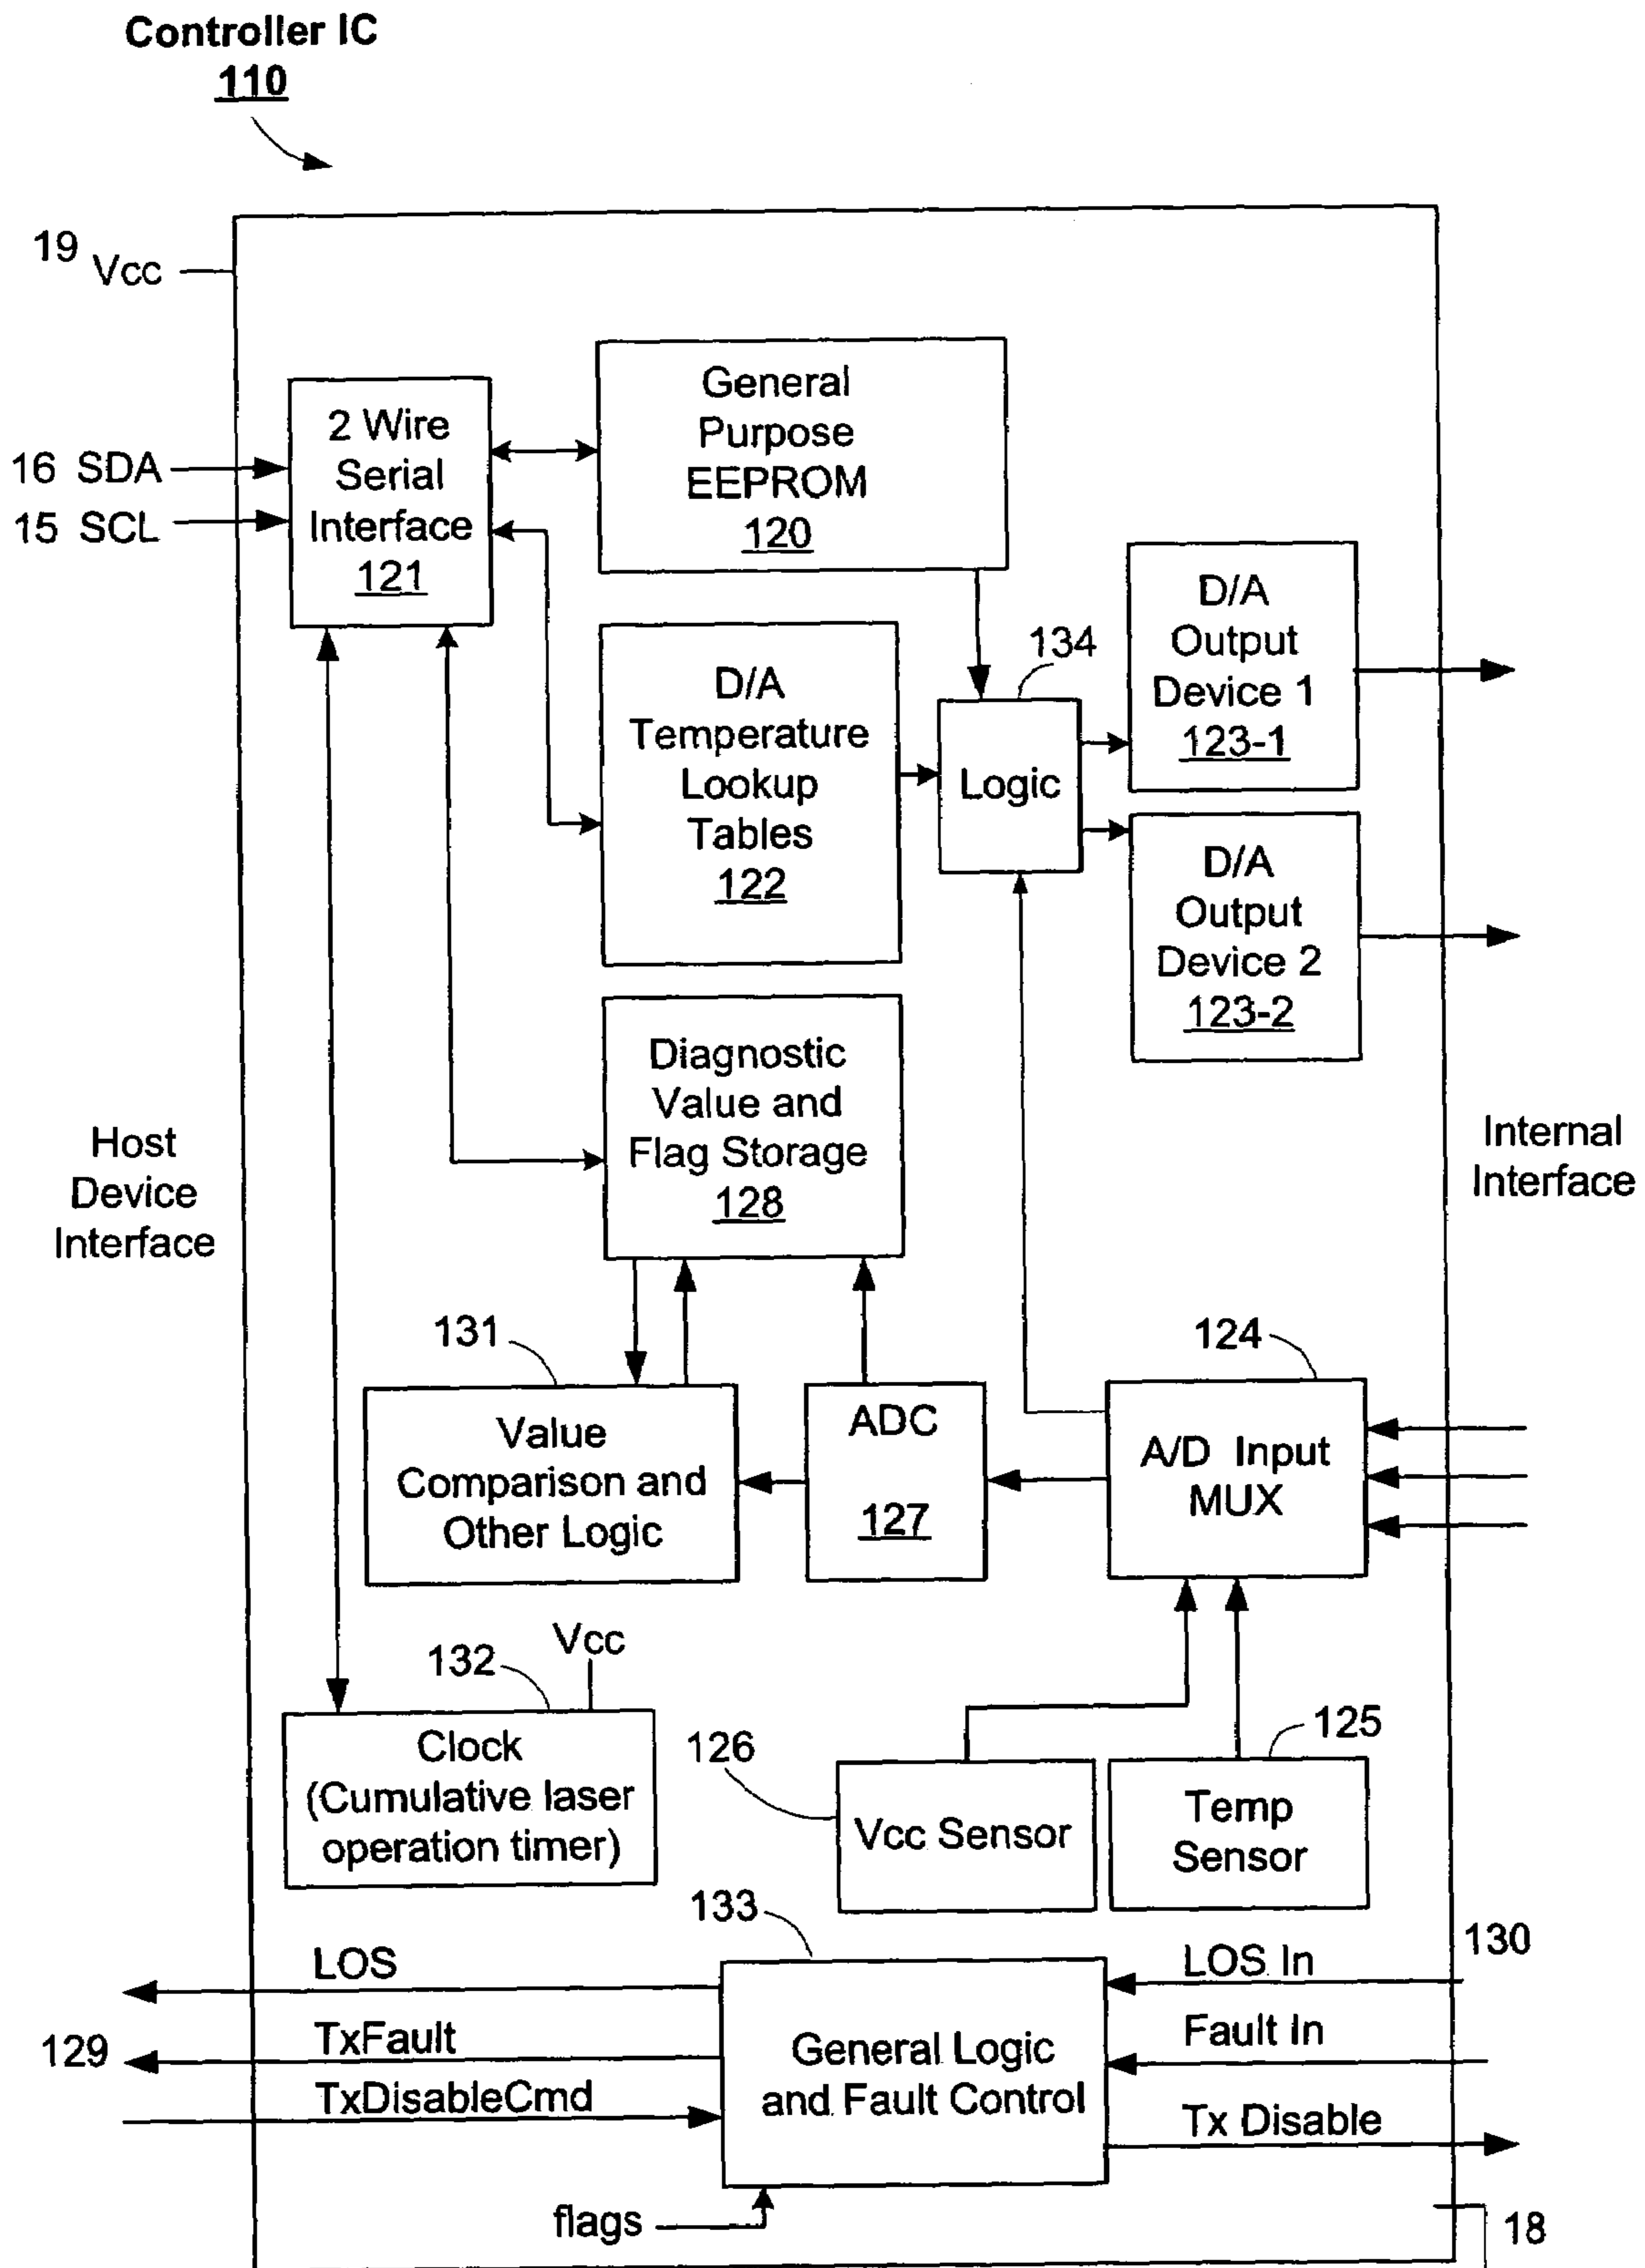 Controller IC
110
19
Vcc
General
Purpose
EEPROM
120
2 Wire
Serial
Interface
121
16 SDA
15 SCL
D/A
Output
Device 1
123-1
134
D/A
Temperature
Lookup
Tables
122
Logic
D/A
Output
Device 2
123-2
Diagnostic
Value and
Flag Storage
128
Host
Device
Interface
Internal
Interface
131
124
Value
Comparison and
Other Logic
ADC
127
A/D Input
MUX
132
Vcc
Clock
(Cumulative laser
operation timer)
126
125
Vcc Sensor
Temp
Sensor
133
130
LOS
LOS In
129
TxFault
Fault In
TxDisableCmd
General Logic
and Fault Control
Tx Disable
flags
18